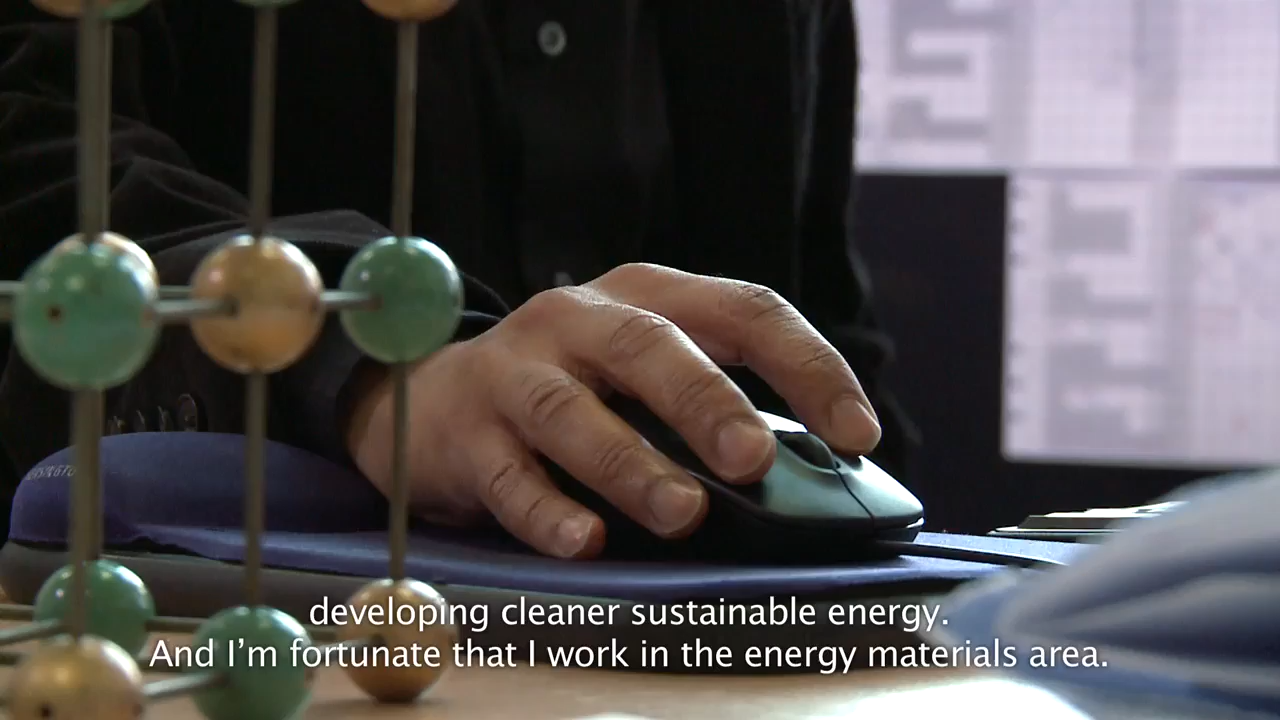 developing cleaner sustainable energy.
And I'm fortunate that I work in the energy materials area.